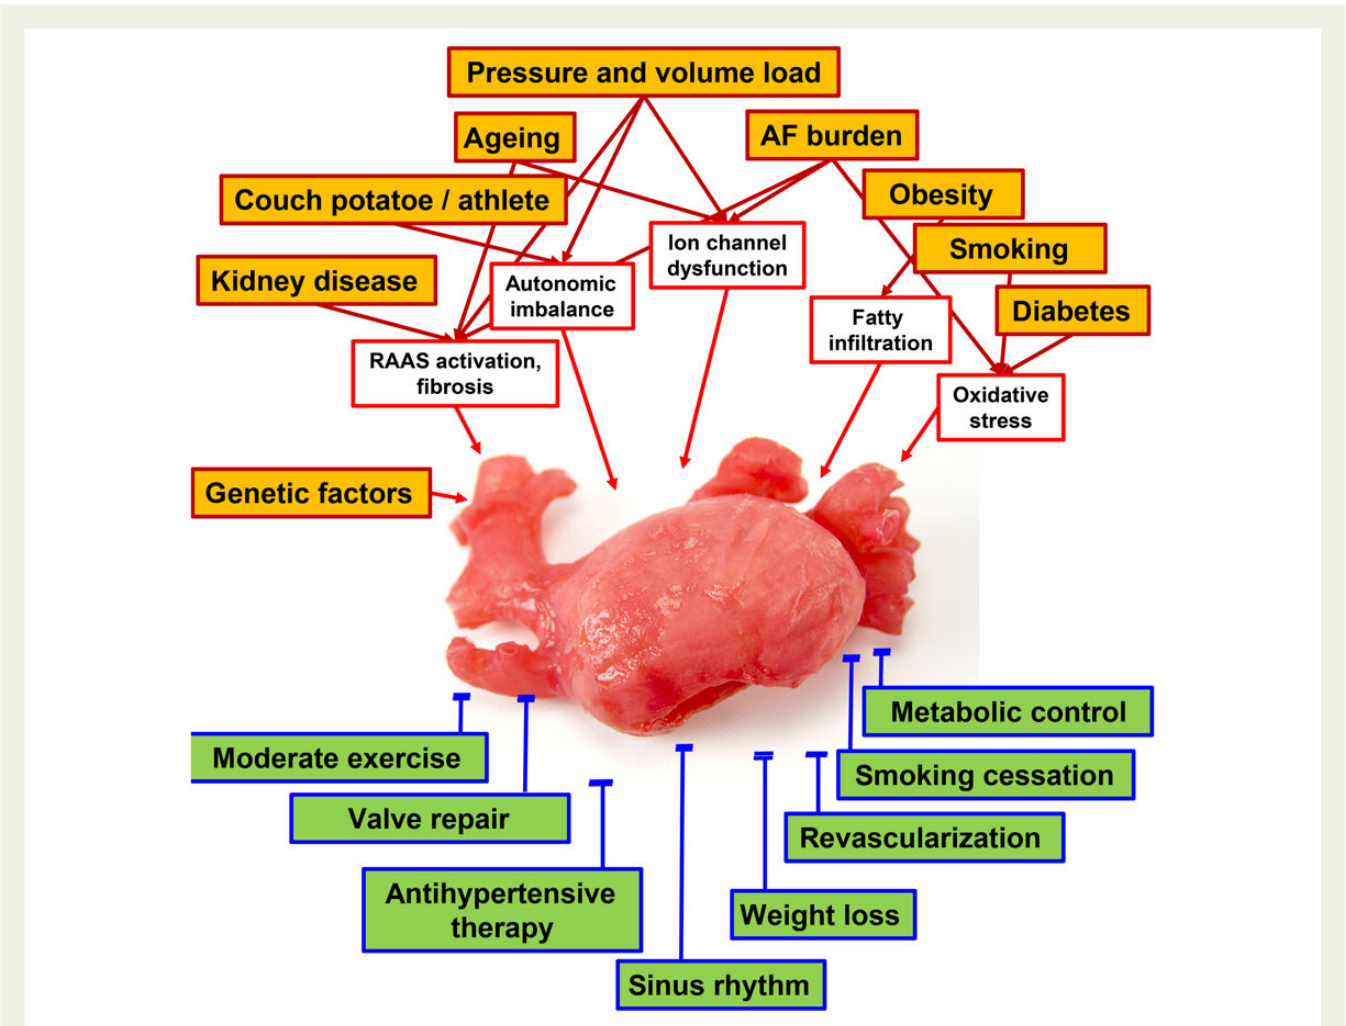 Pressure and volume load
Ageing
AF burden
Couch potatoe / athlete
Obesity
Ion channel
dysfunction
Smoking
Kidney disease
Autonomic
imbalance
Fatty
infiltration
Diabetes
RAAS activation,
fibrosis
Oxidative
stress
Genetic factors
Metabolic control
Moderate exercise
Smoking cessation
Valve repair
Revascularization
Antihypertensive
therapy
Weight loss
Sinus rhythm